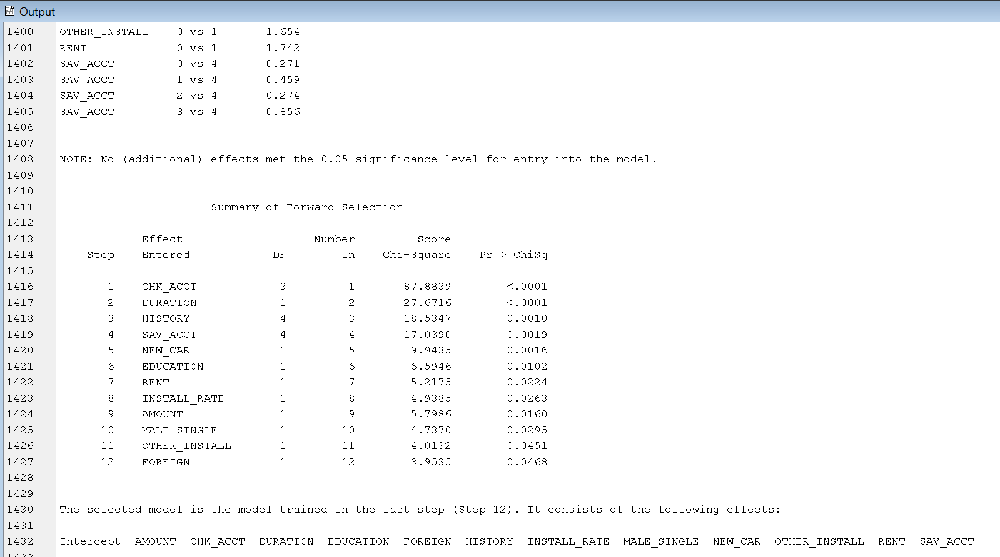 Output
1400 OTHER_INSTALL 0 vs 1 1.654
1401 RENT 0 vs 1 1.742
1402 SAV_ACCT 0 vs 4 0.271
1403 SAV_ACCT 1 vs 4 0.459
1404 SAV_ACCT 2 vs 4 0.274
1405 SAV_ACCT 3 vs 4 0.856
1406
1407
1408 NOTE: No (additional) effects met the 0.05 significance level for entry into the model.
1409
1410
1411 Summary of Forward Selection
1412
1413 Effect Number Score
1414 Step Entered DF In Chi-Square Pr > ChiSq
1415
1416 1 CHK_ACCT 3 1 87.8839 <.0001
1417 2 DURATION 1 2 27.6716 <.0001
1418 3 HISTORY 4 3 18.5347 0.0010
1419 4 SAV_ACCT 4 4 17.0390 0.0019
1420 5 NEW_CAR 1 5 9.9435 0.0016
1421 6 EDUCATION 1 6 6.5946 0.0102
1422 7 RENT 1 7 5.2175 0.0224
1423 8 INSTALL_RATE 1 8 4.9385 0.0263
1424 9 AMOUNT 1 9 5.7986 0.0160
1425 10 MALE_SINGLE 1 10 4.7370 0.0295
1426 11 OTHER_INSTALL 1 11 4.0132 0.0451
1427 12 FOREIGN 1 12 3.9535 0.0468
1428
1429
1430 The selected model is the model trained in the last step (Step 12). It consists of the following effects:
1431
1432 Intercept AMOUNT CHK_ACCT DURATION EDUCATION FOREIGN HISTORY INSTALL_RATE MALE_SINGLE NEW_CAR OTHER_INSTALL RENT SAV_ACCT